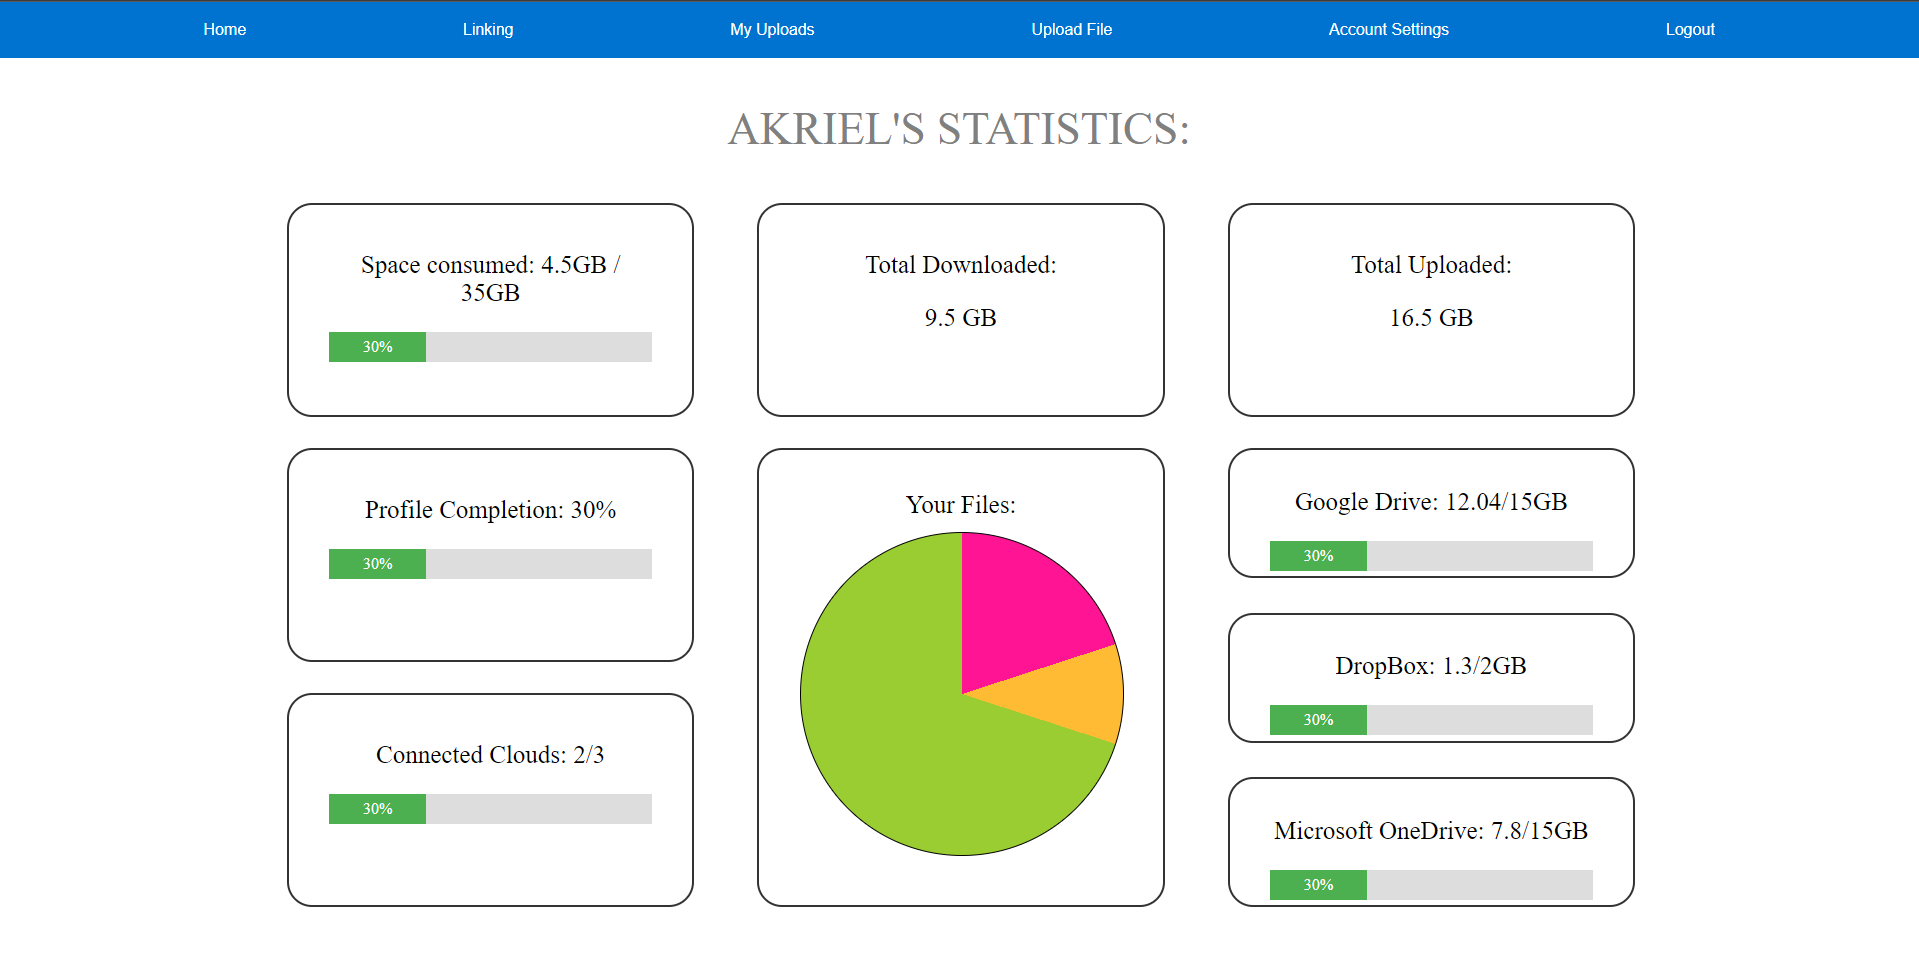 Home
Linking
My Uploads
Upload File
Account Settings
Logout
AKRIEL'S STATISTICS:
Space consumed: 4.5GB /
35GB
30%
Total Downloaded:
9.5 GB
Total Uploaded:
16.5 GB
Profile Completion: 30%
30%
Connected Clouds: 2/3
30%
Your Files:
Google Drive: 12.04/15GB
30%
DropBox: 1.3/2GB
30%
Microsoft OneDrive: 7.8/15GB
30%